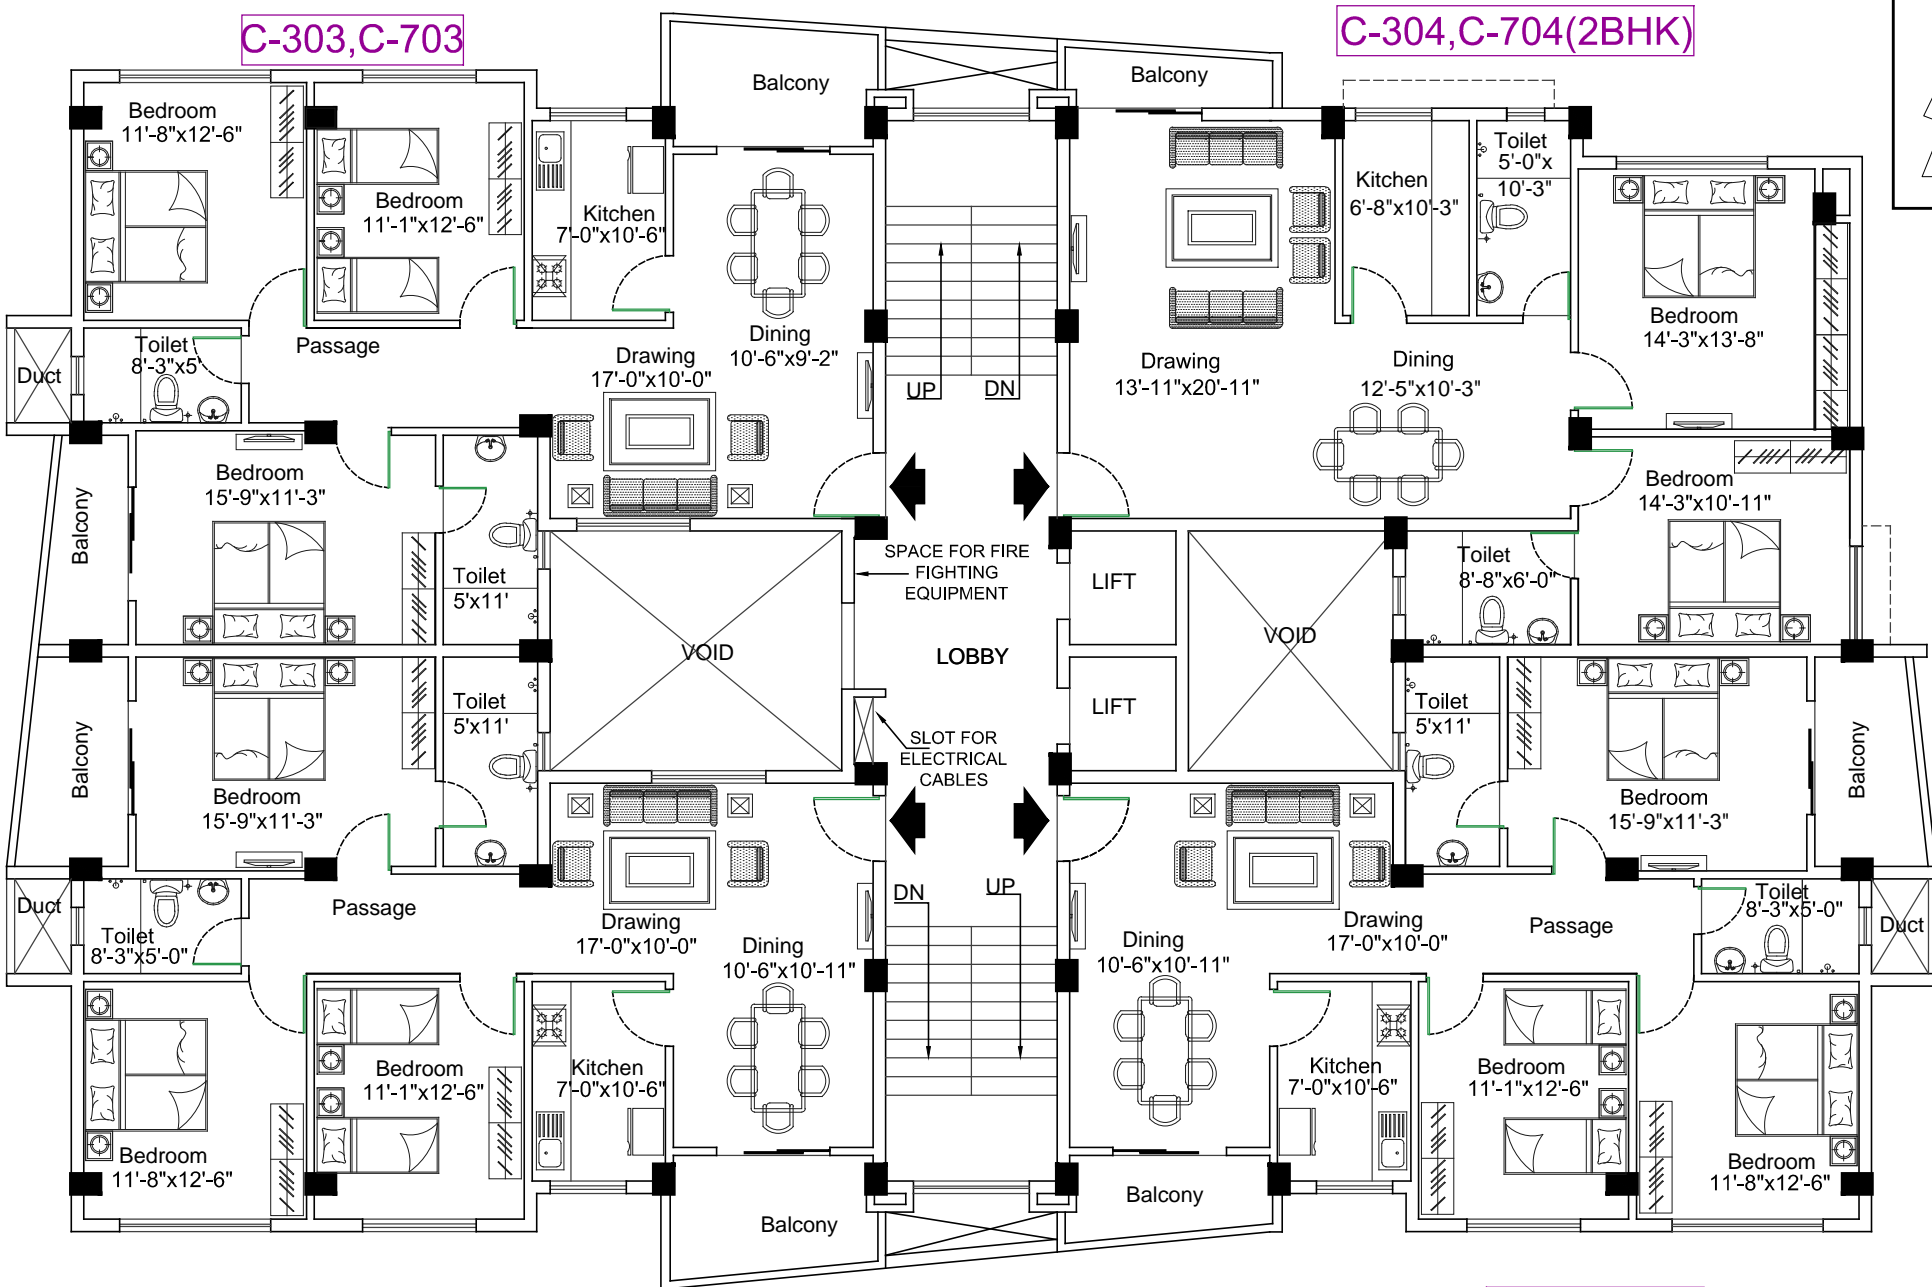 C-303,C-703
C-304,C-704(2BHK)
Balcony
Balcony
Bedroom
11'-8"x12'-6"
Bedroom
11'-1"x12'-6"
Kitchen
7'-0"x10'-6"
Dining
10'-6"x9'-2"
Drawing
17'-0"x10'-0"
Passage
Toilet
8'-3"x5'
Duct
UP
DN
Drawing
13'-11"x20'-11"
Kitchen
6'-8"x10'-3"
Toilet
5'-0"x
10'-3"
Dining
12'-5"x10'-3"
Bedroom
14'-3"x13'-8"
Bedroom
14'-3"x10'-11"
Toilet
8'-8"x6'-0"
Balcony
Bedroom
15'-9"x11'-3"
Toilet
5'x11'
VOID
SPACE FOR FIRE
FIGHTING
EQUIPMENT
LOBBY
LIFT
LIFT
VOID
SLOT FOR
ELECTRICAL
CABLES
Balcony
Bedroom
15'-9"x11'-3"
Toilet
5'x11'
Toilet
5'x11'
Bedroom
15'-9"x11'-3"
Balcony
Duct
Toilet
8'-3"x5'-0"
Passage
Drawing
17'-0"x10'-0"
Dining
10'-6"x10'-11"
DN
UP
Dining
10'-6"x10'-11"
Drawing
17'-0"x10'-0"
Passage
Toilet
8'-3"x5'-0"
Duct
Bedroom
11'-8"x12'-6"
Bedroom
11'-1"x12'-6"
Kitchen
7'-0"x10'-6"
Balcony
Balcony
Kitchen
7'-0"x10'-6"
Bedroom
11'-1"x12'-6"
Bedroom
11'-8"x12'-6"